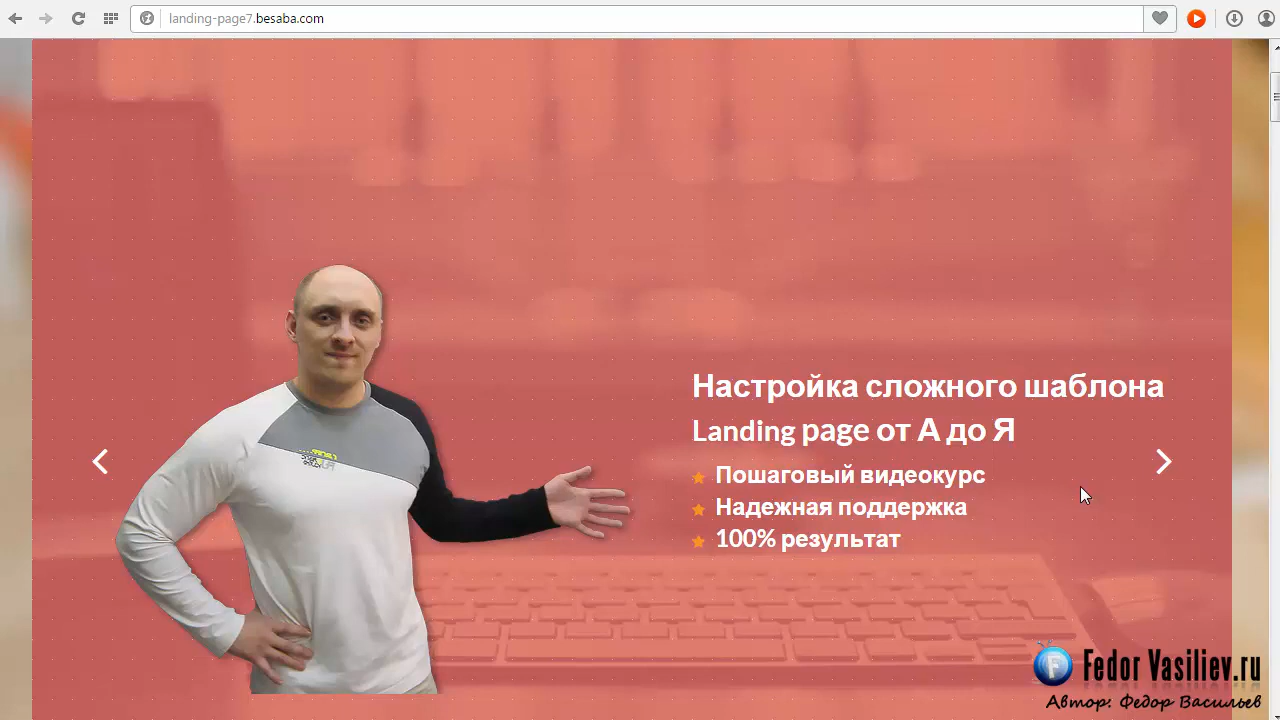 landing-page7.besaba.com
Настройка сложного шаблона
Landing page от А до Я
Пошаговый видеокурс
Надежная поддержка
100% результат
Fedor Vasiliev.ru
Автор: Федор Васильев